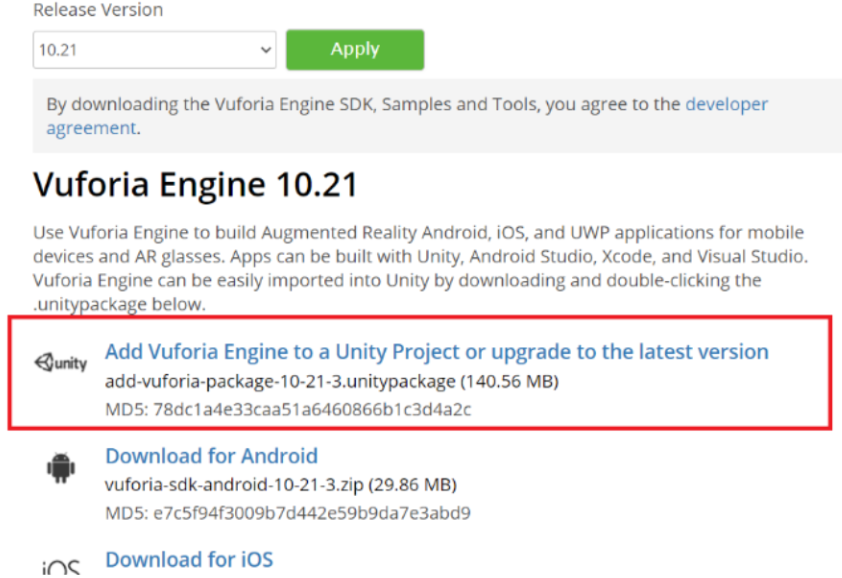 Release Version
10.21
Apply
By downloading the Vuforia Engine SDK, Samples and Tools, you agree to the developer
agreement.
Vuforia Engine 10.21
Use Vuforia Engine to build Augmented Reality Android, iOS, and UWP applications for mobile
devices and AR glasses. Apps can be built with Unity, Android Studio, Xcode, and Visual Studio.
Vuforia Engine can be easily imported into Unity by downloading and double-clicking the
.unitypackage below.
unity
Add Vuforia Engine to a Unity Project or upgrade to the latest version
add-vuforia-package-10-21-3.unitypackage (140.56 MB)
MD5: 78dc1a4e33caa51a6460866b1c3d4a2c
Download for Android
vuforia-sdk-android-10-21-3.zip (29.86 MB)
MD5: e7c5f94f3009b7d442e59b9da7e3abd9
iOS
Download for iOS